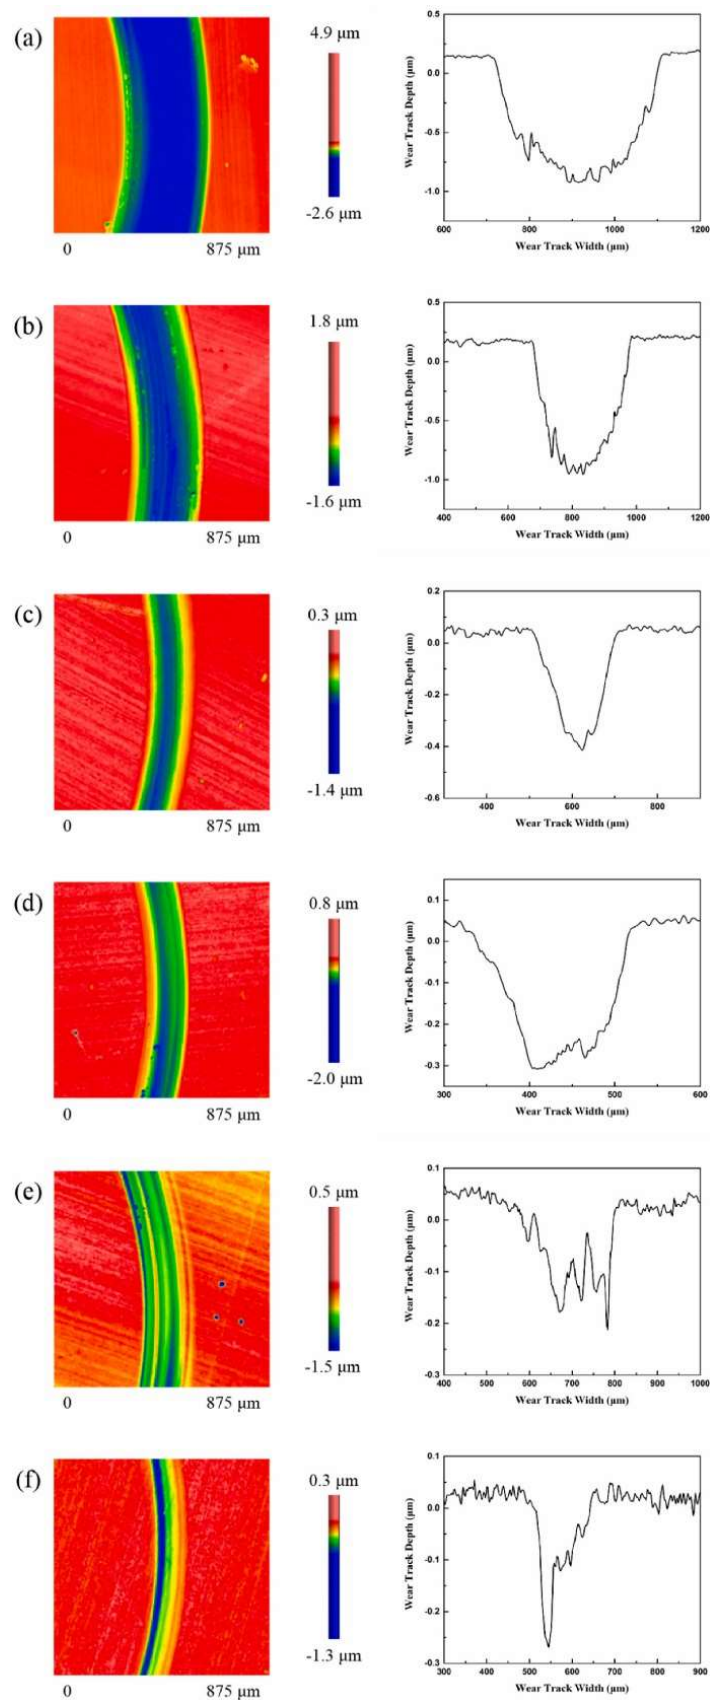 (a)
4.9 μm
-2.6 μm
0 875 μm
0.5
0.0
-0.5
-1.0
600 800 1000 1200
Wear Track Depth (μm)
Wear Track Width (μm)
(b)
1.8 μm
-1.6 μm
0 875 μm
0.5
0.0
-0.5
-1.0
400 600 800 1000 1200
Wear Track Depth (μm)
Wear Track Width (μm)
(c)
0.3 μm
-1.4 μm
0 875 μm
0.2
0.0
-0.2
-0.4
-0.6
400 600 800
Wear Track Depth (μm)
Wear Track Width (μm)
(d)
0.8 μm
-2.0 μm
0 875 μm
0.1
0.0
-0.1
-0.2
-0.3
300 400 500 600
Wear Track Depth (μm)
Wear Track Width (μm)
(e)
0.5 μm
-1.5 μm
0 875 μm
0.1
0.0
-0.1
-0.2
-0.3
400 500 600 700 800 900 1000
Wear Track Depth (μm)
Wear Track Width (μm)
(f)
0.3 μm
-1.3 μm
0 875 μm
0.1
0.0
-0.1
-0.2
-0.3
300 400 500 600 700 800 900
Wear Track Depth (μm)
Wear Track Width (μm)